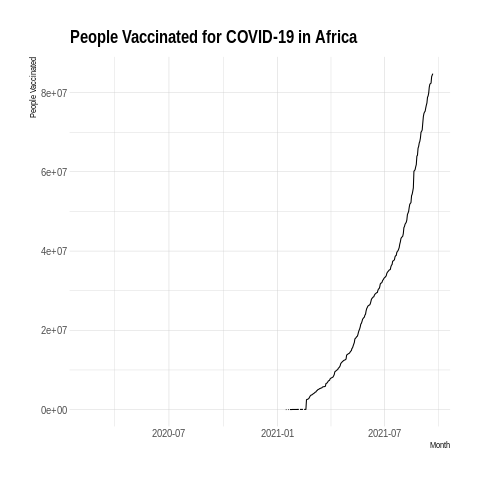 People Vaccinated for COVID-19 in Africa
People Vaccinated
8e+07
6e+07
4e+07
2e+07
0e+00
2020-07
2021-01
2021-07
Month